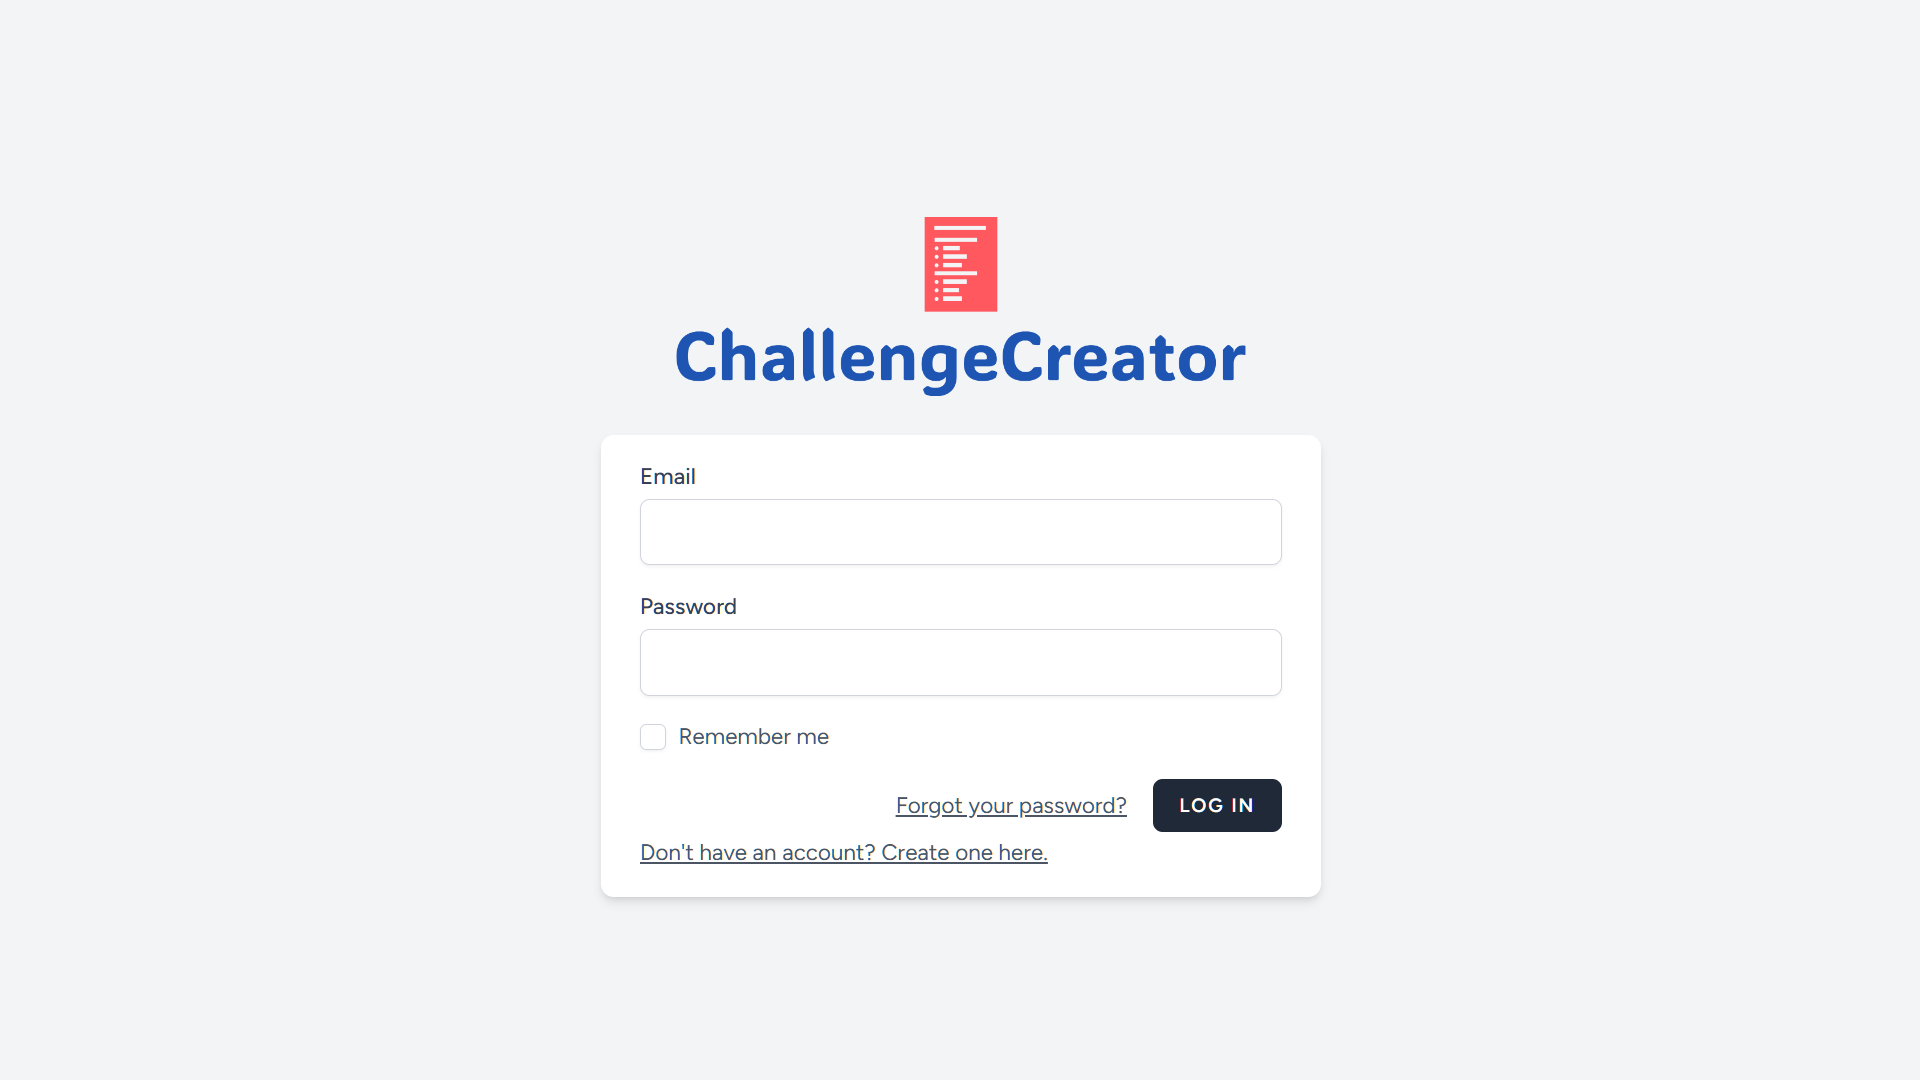 ChallengeCreator
Email
Password
Remember me
Forgot your password?
LOG IN
Don't have an account? Create one here.